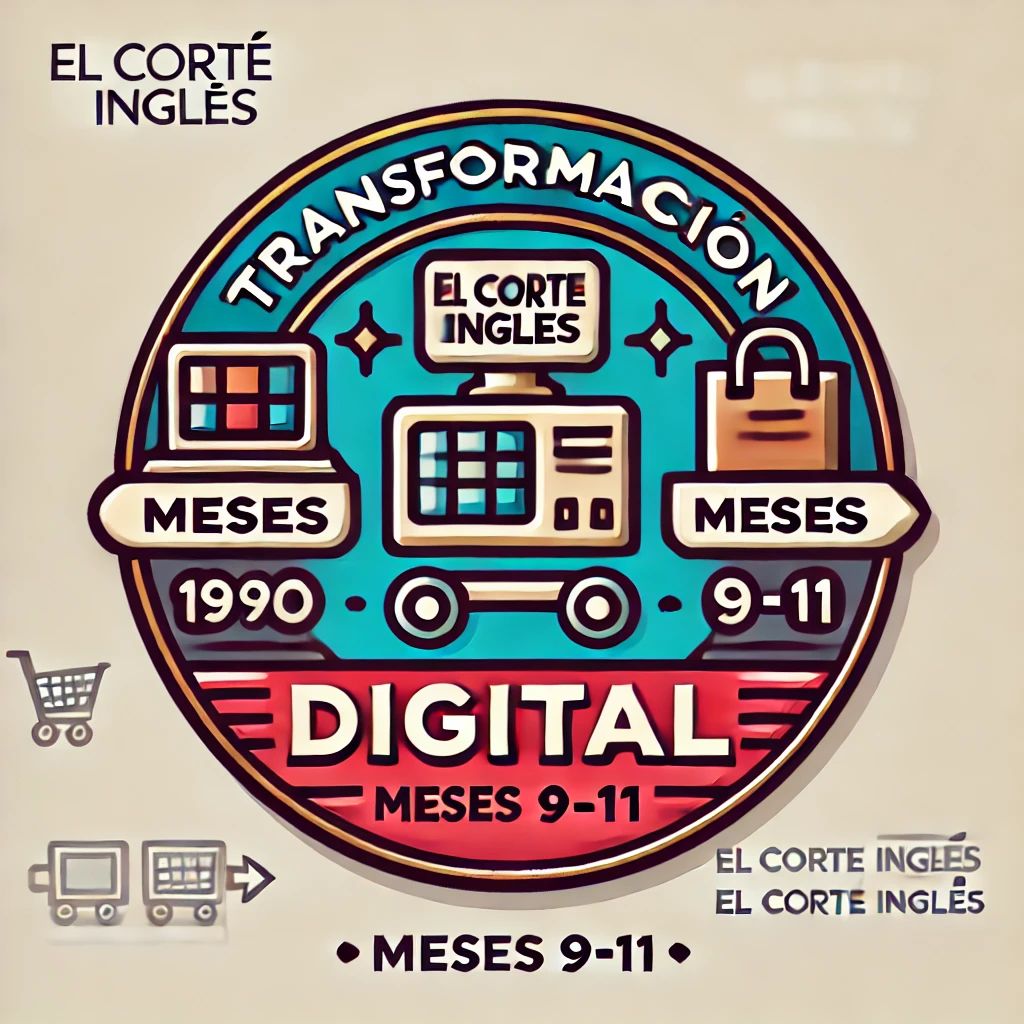 EL CORTÉ
INGLÉS
TRANSFORMACIÓN
EL CORTE
INGLES
MESES
MESES
1990
9-11
DIGITAL
MESES 9-11
EL CORTE INGLÉS
EL CORTE INGLÉS
• MESES 9-11 •